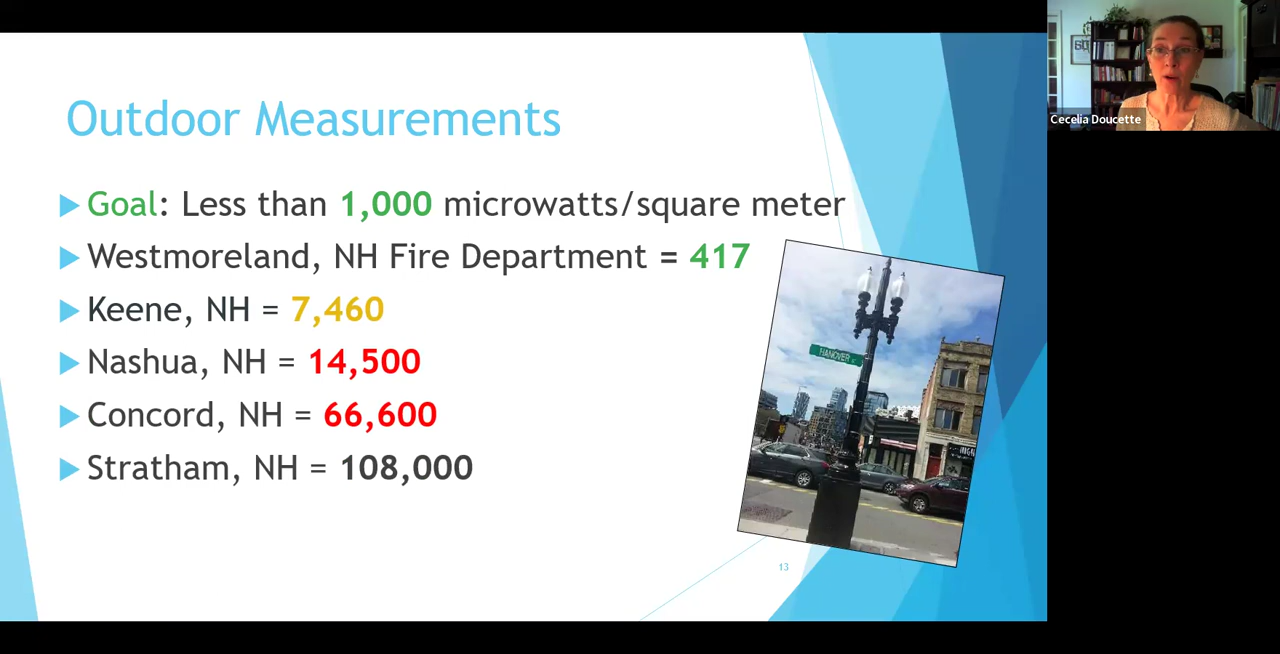 Outdoor Measurements
Goal: Less than 1,000 microwatts/square meter
Westmoreland, NH Fire Department = 417
Keene, NH = 7,460
Nashua, NH = 14,500
Concord, NH = 66,600
Stratham, NH = 108,000
HANOVER
13
Cecelia Doucette